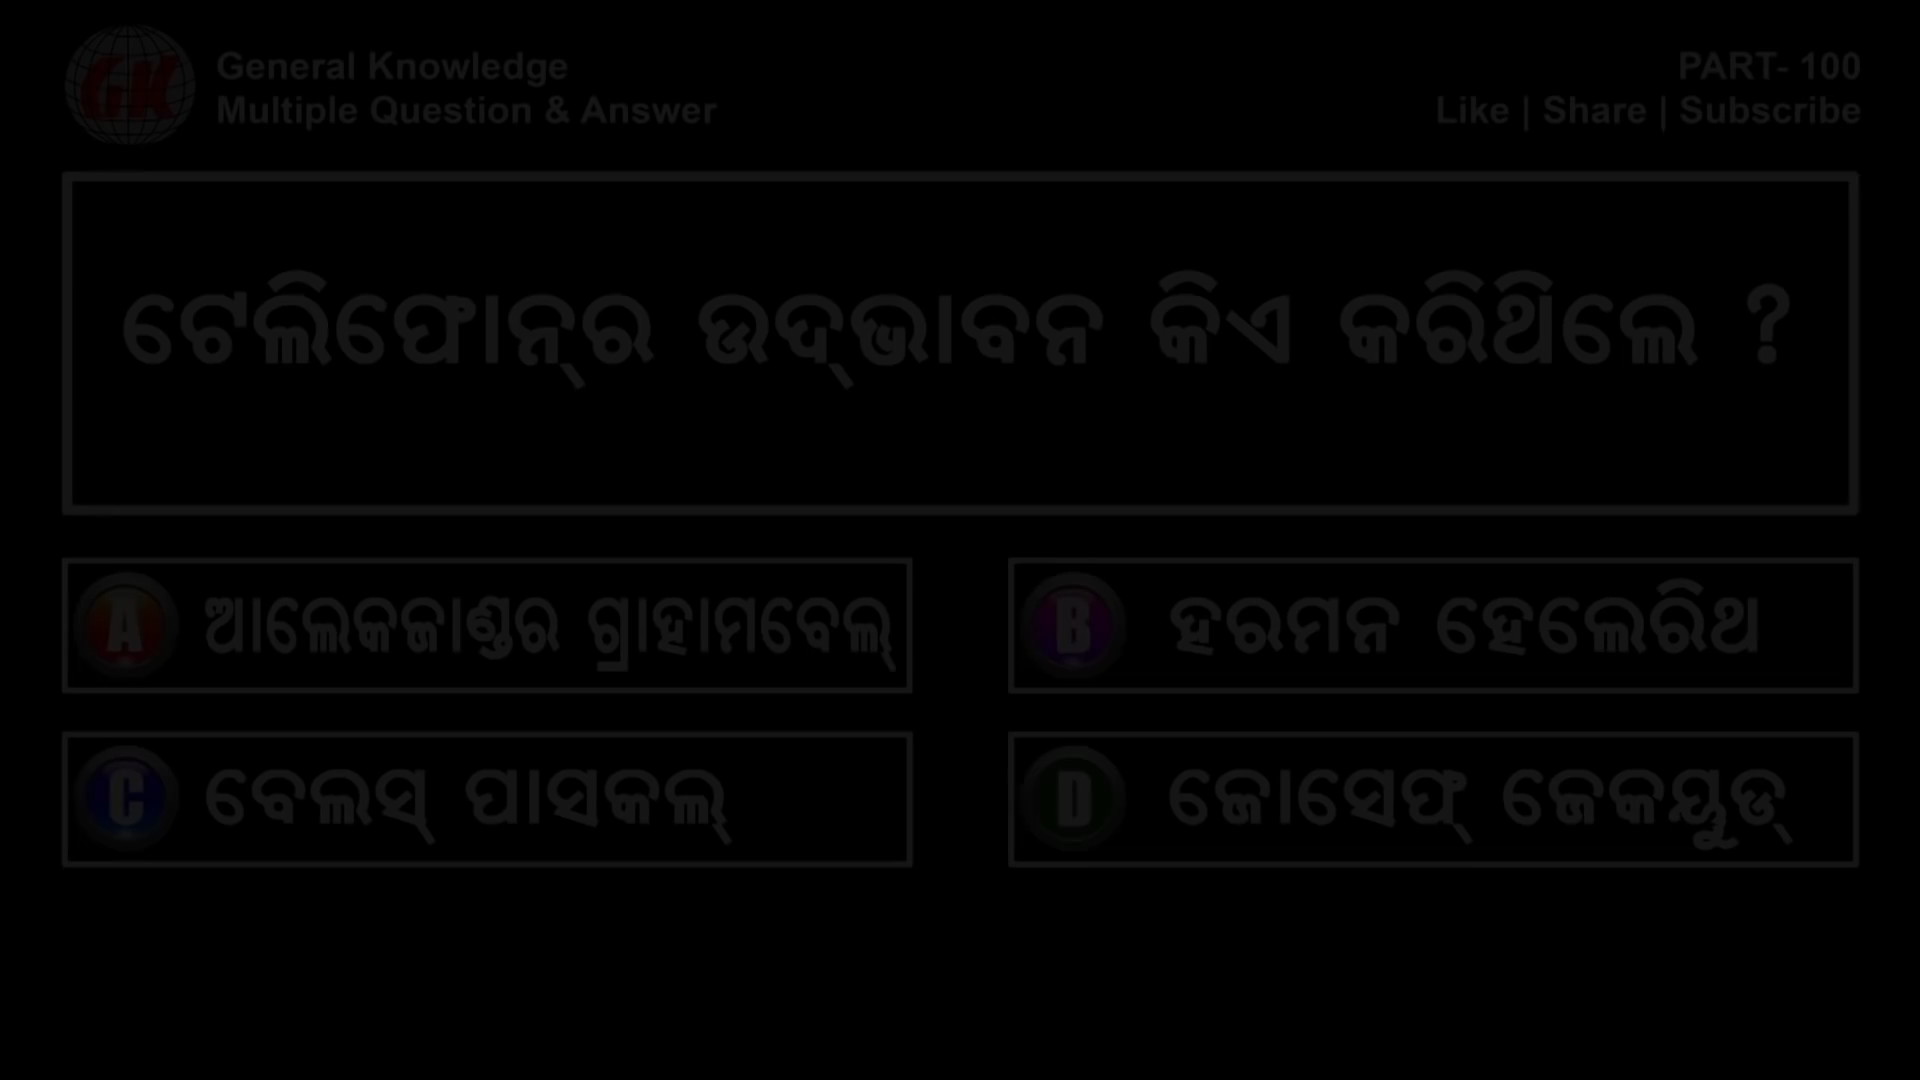 GK
General Knowledge
Multiple Question & Answer
PART- 100
Like | Share | Subscribe
ଟେଲିଫୋନ୍‌ର ଉଦ୍‌ଭାବନ କିଏ କରିଥିଲେ ?
A ଆଲେକଜାଣ୍ଡର ଗ୍ରାହାମବେଲ୍
B ହରମନ ହେଲେରିଥ
C ବେଲସ୍ ପାସକଲ୍
D ଜୋସେଫ୍ ଜେକୟୁଡ୍